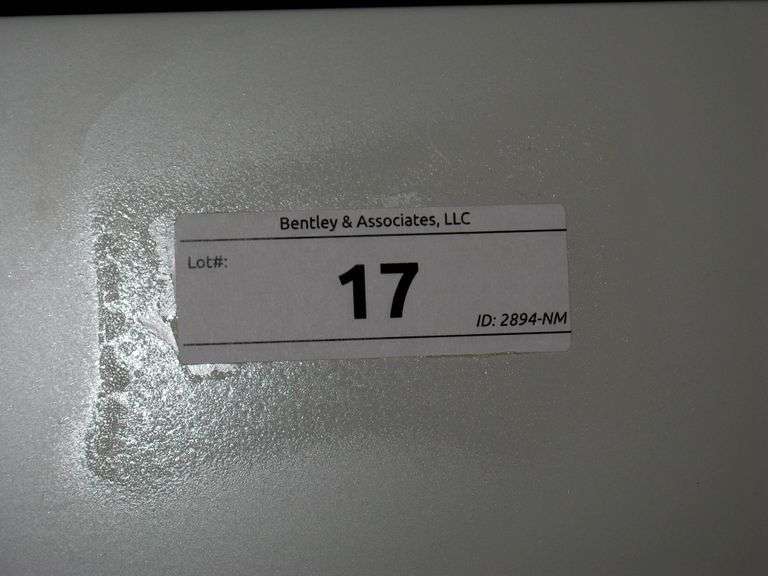 Bentley & Associates, LLC
Lot#:
17
ID: 2894-NM